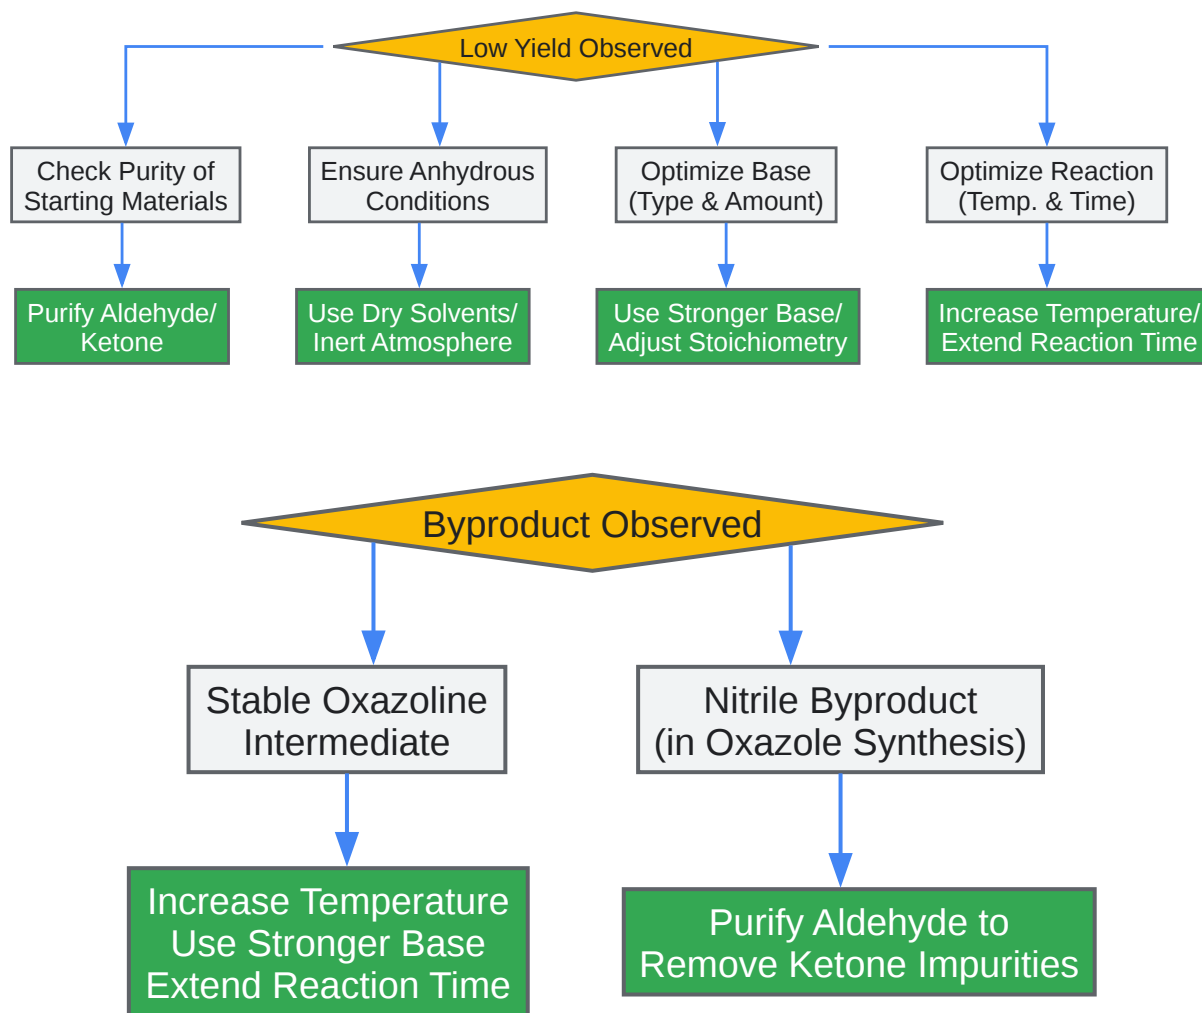 Low Yield Observed
Check Purity of
Starting Materials
Ensure Anhydrous
Conditions
Optimize Base
(Type & Amount)
Optimize Reaction
(Temp. & Time)
Purify Aldehyde/
Ketone
Use Dry Solvents/
Inert Atmosphere
Use Stronger Base/
Adjust Stoichiometry
Increase Temperature/
Extend Reaction Time
Byproduct Observed
Stable Oxazoline
Intermediate
Nitrile Byproduct
(in Oxazole Synthesis)
Increase Temperature
Use Stronger Base
Extend Reaction Time
Purify Aldehyde to
Remove Ketone Impurities